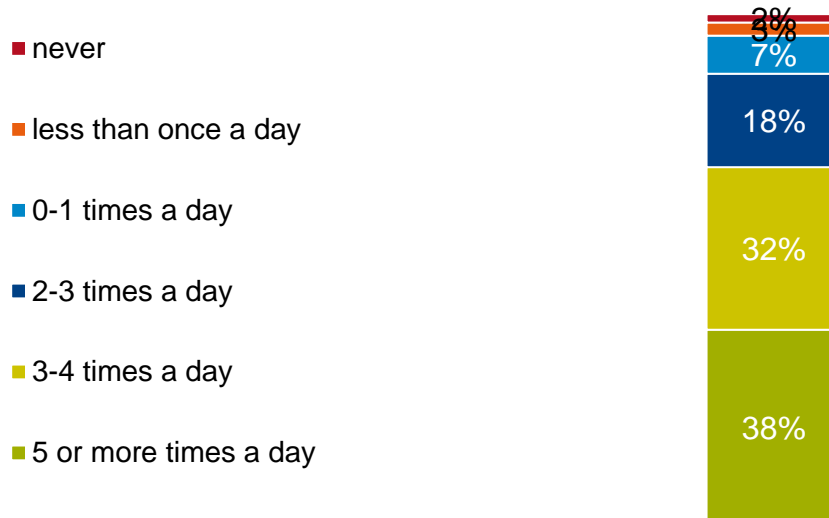 never
less than once a day
0-1 times a day
2-3 times a day
3-4 times a day
5 or more times a day
2%
3%
7%
18%
32%
38%